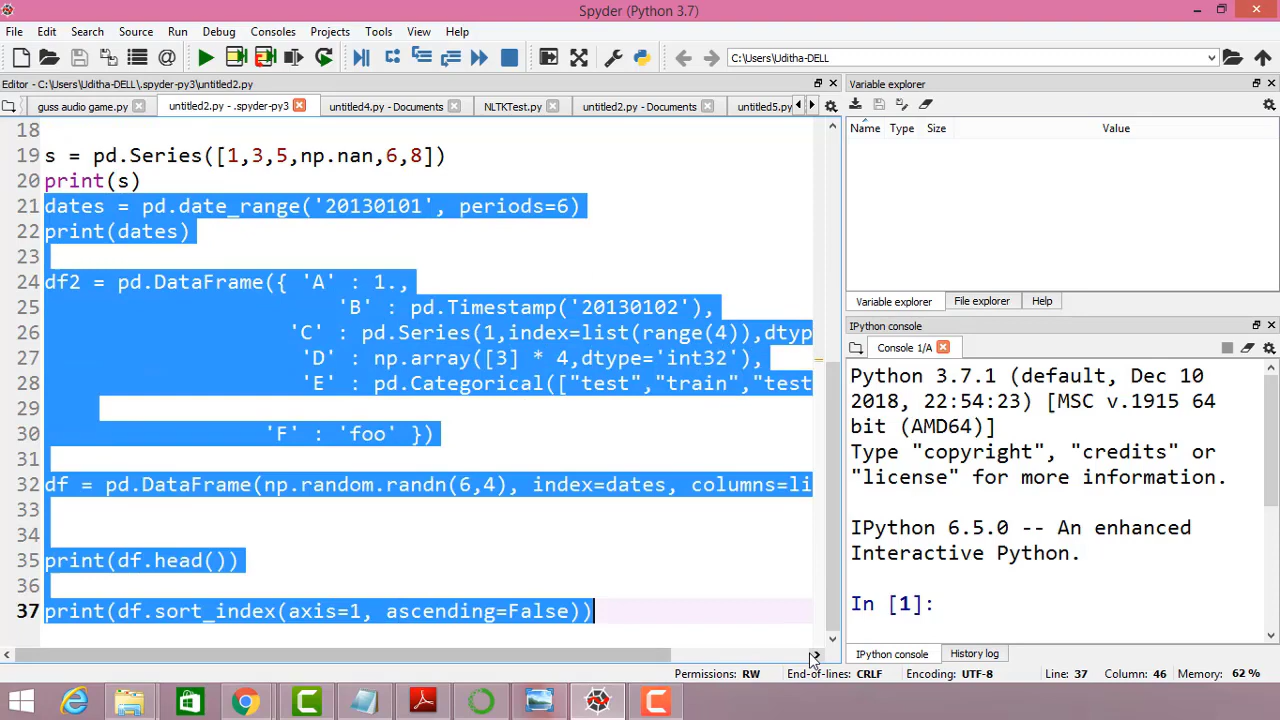 Spyder (Python 3.7)
File Edit Search Source Run Debug Consoles Projects Tools View Help
C:\Users\Uditha-DELL
Editor - C:\Users\Uditha-DELL\.spyder-py3\untitled2.py
guss audio game.py untitled2.py - .spyder-py3 untitled4.py - Documents NLTKTest.py untitled2.py - Documents untitled5.py
18
19 s = pd.Series([1,3,5,np.nan,6,8])
20 print(s)
21 dates = pd.date_range('20130101', periods=6)
22 print(dates)
23
24 df2 = pd.DataFrame({ 'A' : 1.,
25 'B' : pd.Timestamp('20130102'),
26 'C' : pd.Series(1,index=list(range(4)),dtyp
27 'D' : np.array([3] * 4,dtype='int32'),
28 'E' : pd.Categorical(["test","train","test
29
30 'F' : 'foo' })
31
32 df = pd.DataFrame(np.random.randn(6,4), index=dates, columns=li
33
34
35 print(df.head())
36
37 print(df.sort_index(axis=1, ascending=False))
Variable explorer
Name Type Size Value
Variable explorer File explorer Help
IPython console
Console 1/A
Python 3.7.1 (default, Dec 10
2018, 22:54:23) [MSC v.1915 64
bit (AMD64)]
Type "copyright", "credits" or
"license" for more information.
IPython 6.5.0 -- An enhanced
Interactive Python.
In [1]:
IPython console History log
Permissions: RW End-of-lines: CRLF Encoding: UTF-8 Line: 37 Column: 46 Memory: 62 %